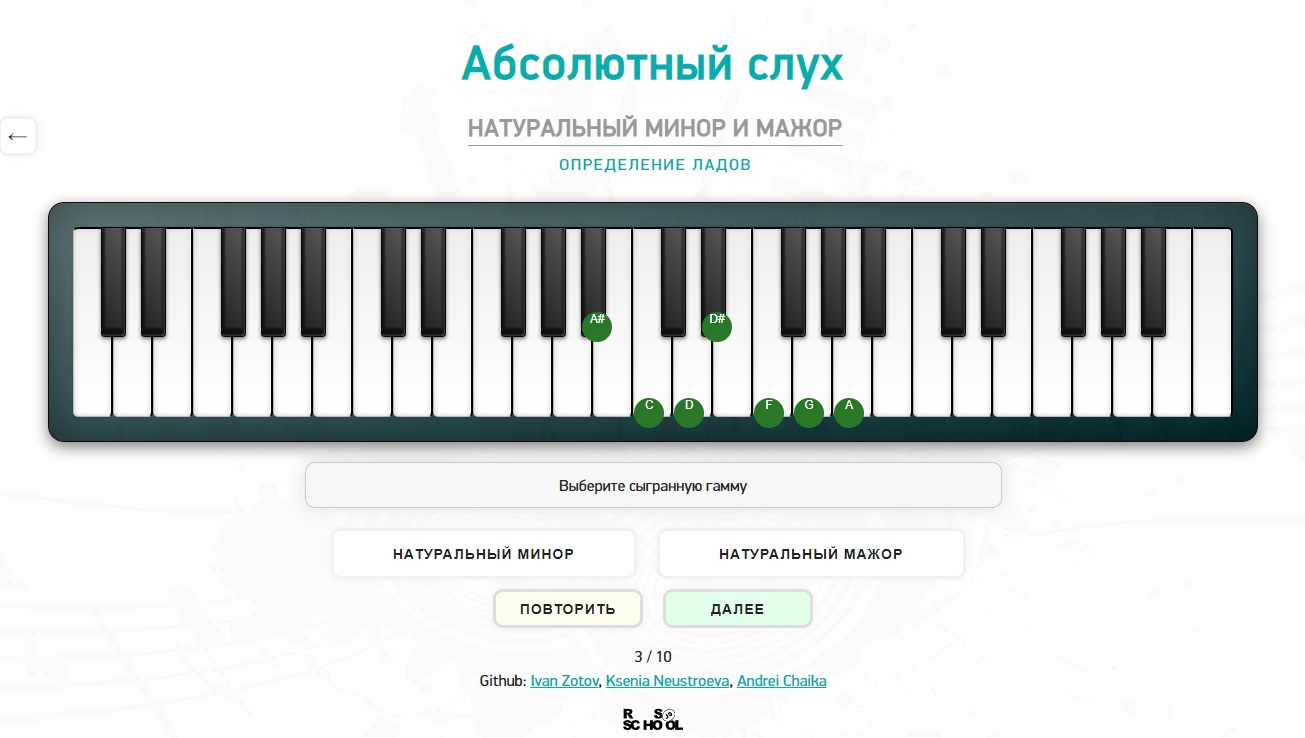 Абсолютный слух
←
НАТУРАЛЬНЫЙ МИНОР И МАЖОР
ОПРЕДЕЛЕНИЕ ЛАДОВ
A# D#
C D F G A
Выберите сыгранную гамму
НАТУРАЛЬНЫЙ МИНОР НАТУРАЛЬНЫЙ МАЖОР
ПОВТОРИТЬ ДАЛЕЕ
3 / 10
Github: Ivan Zotov, Ksenia Neustroeva, Andrei Chaika
R S
SCHOOL